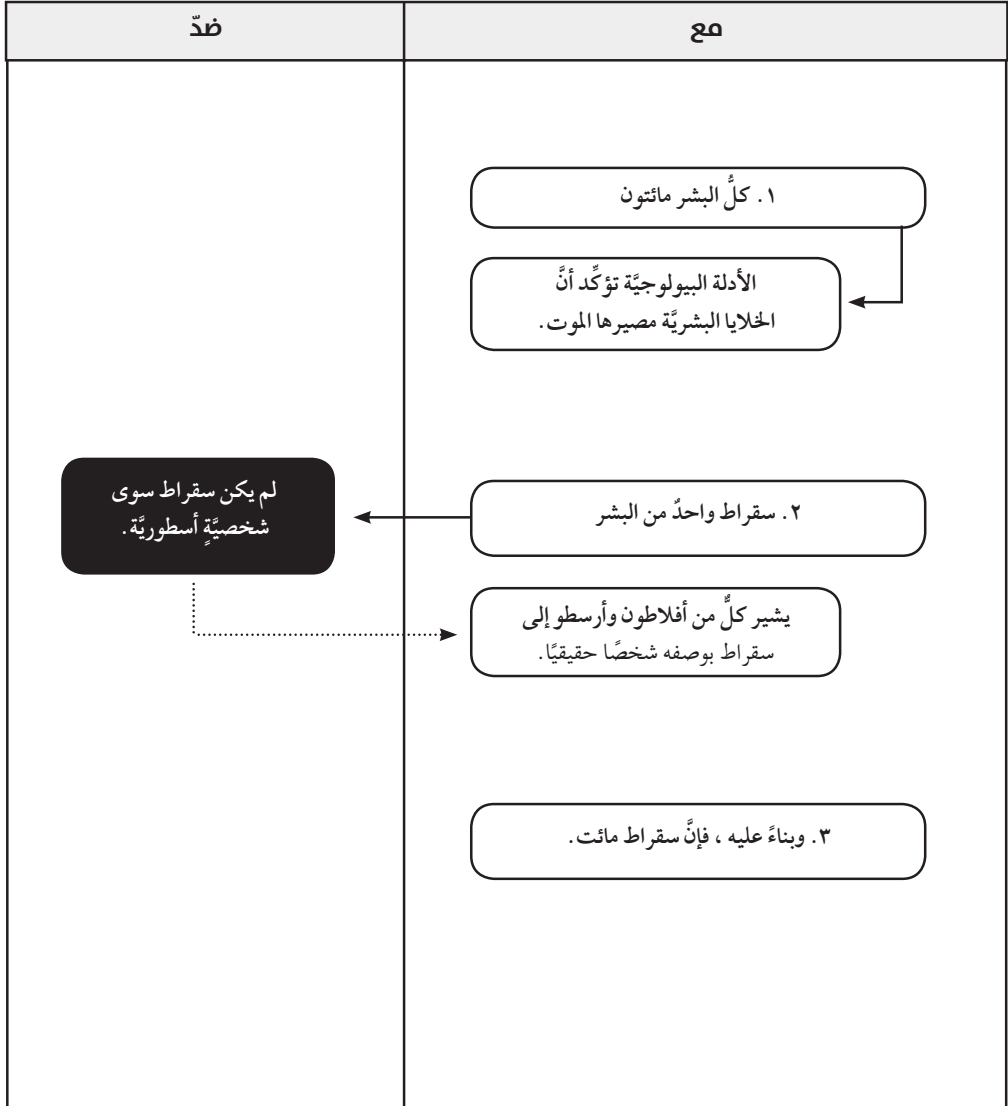 مع
ضدّ
١. كلُّ البشر مائتون
الأدلة البيولوجيَّة تؤكِّد أنَّ
الخلايا البشريَّة مصيرها الموت.
٢. سقراط واحدٌ من البشر
لم يكن سقراط سوى
شخصيَّةٍ أسطوريَّة.
يشير كلٌّ من أفلاطون وأرسطو إلى
سقراط بوصفه شخصًا حقيقيًا.
٣. وبناءً عليه ، فإنَّ سقراط مائت.